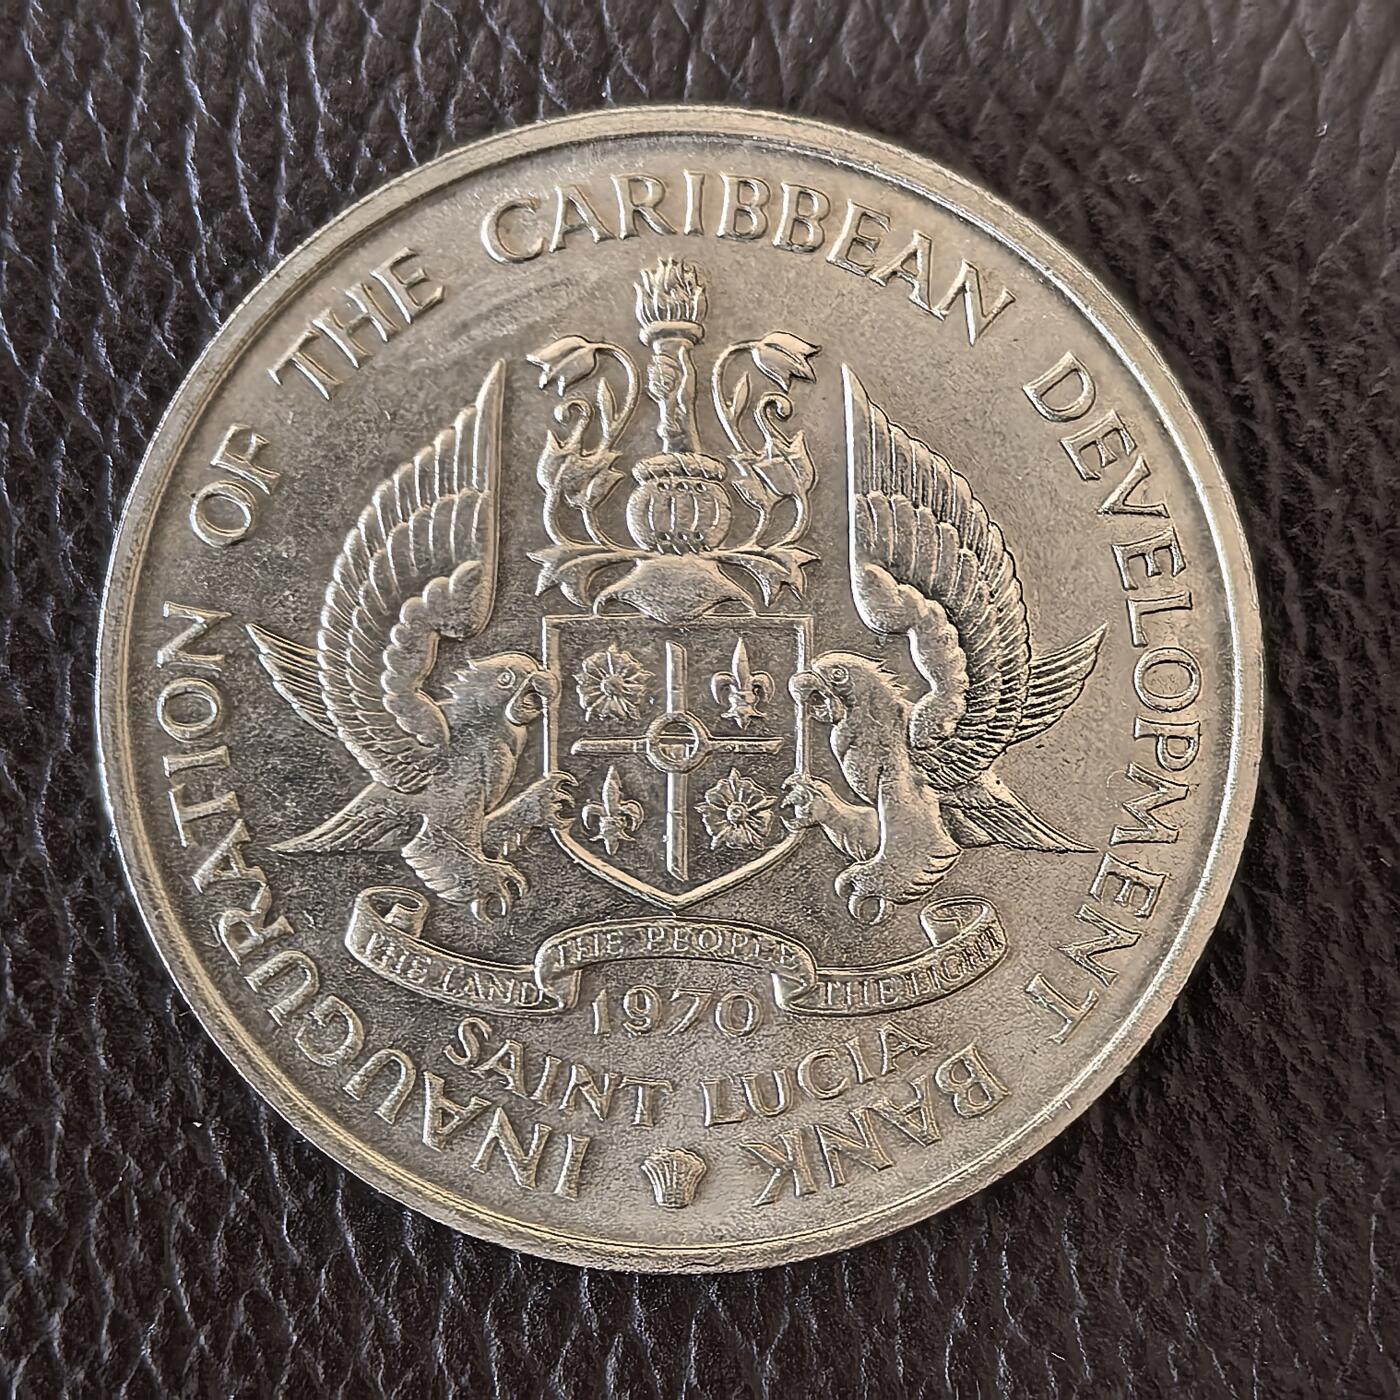 INAUGURATION OF THE CARIBBEAN DEVELOPMENT BANK
THE LAND THE PEOPLE THE LIGHT
1970
SAINT LUCIA